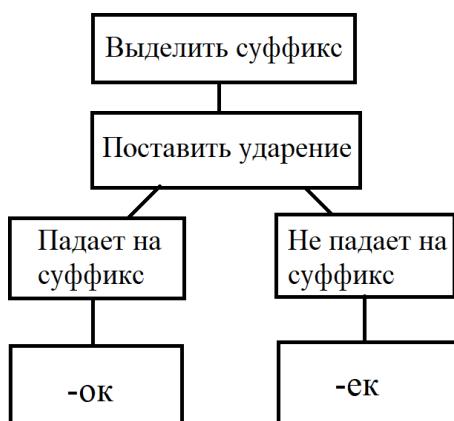 Выделить суффикс
Поставить ударение
Падает на
суффикс
Не падает на
суффикс
-ок
-ек